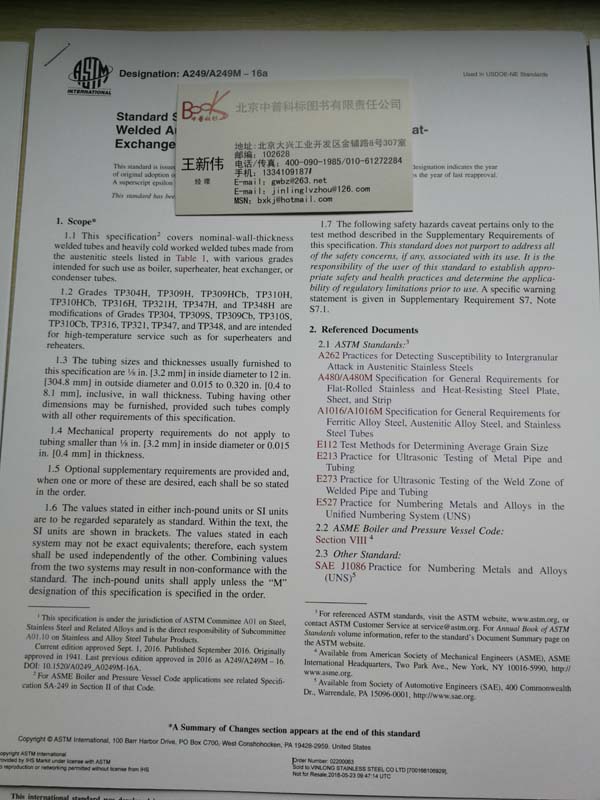 ASTM
INTERNATIONAL
Designation: A249/A249M – 16a
Used in USDOE-NE Standards
Standard
Welded
Exchange
This standard is
of original adoption
A superscript epsilon
This standard has
designation indicates the year
the year of last reapproval.
BooKS
中普科标
北京中普科标图书有限责任公司
王新伟
经 理
地址:北京大兴工业开发区金铺路8号307室
邮编: 102628
电话/传真: 400-090-1985/010-61272284
手机: 1334109187#
E-mail: gwbz@263.net
E-mail: jinlinglvzhou@126.com
MSN: bxkj@hotmail.com
1. Scope*
1.1 This specification2 covers nominal-wall-thickness
welded tubes and heavily cold worked welded tubes made from
the austenitic steels listed in Table 1, with various grades
intended for such use as boiler, superheater, heat exchanger, or
condenser tubes.
1.2 Grades TP304H, TP309H, TP309HCb, TP310H,
TP310HCb, TP316H, TP321H, TP347H, and TP348H are
modifications of Grades TP304, TP309S, TP309Cb, TP310S,
TP310Cb, TP316, TP321, TP347, and TP348, and are intended
for high-temperature service such as for superheaters and
reheaters.
1.3 The tubing sizes and thicknesses usually furnished to
this specification are 1⁄8 in. [3.2 mm] in inside diameter to 12 in.
[304.8 mm] in outside diameter and 0.015 to 0.320 in. [0.4 to
8.1 mm], inclusive, in wall thickness. Tubing having other
dimensions may be furnished, provided such tubes comply
with all other requirements of this specification.
1.4 Mechanical property requirements do not apply to
tubing smaller than 1⁄8 in. [3.2 mm] in inside diameter or 0.015
in. [0.4 mm] in thickness.
1.5 Optional supplementary requirements are provided and,
when one or more of these are desired, each shall be so stated
in the order.
1.6 The values stated in either inch-pound units or SI units
are to be regarded separately as standard. Within the text, the
SI units are shown in brackets. The values stated in each
system may not be exact equivalents; therefore, each system
shall be used independently of the other. Combining values
from the two systems may result in non-conformance with the
standard. The inch-pound units shall apply unless the “M”
designation of this specification is specified in the order.
1 This specification is under the jurisdiction of ASTM Committee A01 on Steel,
Stainless Steel and Related Alloys and is the direct responsibility of Subcommittee
A01.10 on Stainless and Alloy Steel Tubular Products.
Current edition approved Sept. 1, 2016. Published September 2016. Originally
approved in 1941. Last previous edition approved in 2016 as A249/A249M – 16.
DOI: 10.1520/A0249_A0249M-16A.
2 For ASME Boiler and Pressure Vessel Code applications see related Specifi-
cation SA-249 in Section II of that Code.
1.7 The following safety hazards caveat pertains only to the
test method described in the Supplementary Requirements of
this specification. This standard does not purport to address all
of the safety concerns, if any, associated with its use. It is the
responsibility of the user of this standard to establish appro-
priate safety and health practices and determine the applica-
bility of regulatory limitations prior to use. A specific warning
statement is given in Supplementary Requirement S7, Note
S7.1.
2. Referenced Documents
2.1 ASTM Standards:3
A262 Practices for Detecting Susceptibility to Intergranular
Attack in Austenitic Stainless Steels
A480/A480M Specification for General Requirements for
Flat-Rolled Stainless and Heat-Resisting Steel Plate,
Sheet, and Strip
A1016/A1016M Specification for General Requirements for
Ferritic Alloy Steel, Austenitic Alloy Steel, and Stainless
Steel Tubes
E112 Test Methods for Determining Average Grain Size
E213 Practice for Ultrasonic Testing of Metal Pipe and
Tubing
E273 Practice for Ultrasonic Testing of the Weld Zone of
Welded Pipe and Tubing
E527 Practice for Numbering Metals and Alloys in the
Unified Numbering System (UNS)
2.2 ASME Boiler and Pressure Vessel Code:
Section VIII 4
2.3 Other Standard:
SAE J1086 Practice for Numbering Metals and Alloys
(UNS)5
3 For referenced ASTM standards, visit the ASTM website, www.astm.org, or
contact ASTM Customer Service at service@astm.org. For Annual Book of ASTM
Standards volume information, refer to the standard's Document Summary page on
the ASTM website.
4 Available from American Society of Mechanical Engineers (ASME), ASME
International Headquarters, Two Park Ave., New York, NY 10016-5990, http://
www.asme.org.
5 Available from Society of Automotive Engineers (SAE), 400 Commonwealth
Dr., Warrendale, PA 15096-0001, http://www.sae.org.
*A Summary of Changes section appears at the end of this standard
Copyright © ASTM International, 100 Barr Harbor Drive, PO Box C700, West Conshohocken, PA 19428-2959. United States
opyright ASTM International
rovided by IHS Markit under license with ASTM
o reproduction or networking permitted without license from IHS
Order Number: 02200063
Sold to:VINLONG STAINLESS STEEL CO LTD [700166106929],
Not for Resale,2018-05-23 09:47:14 UTC
This international standard was